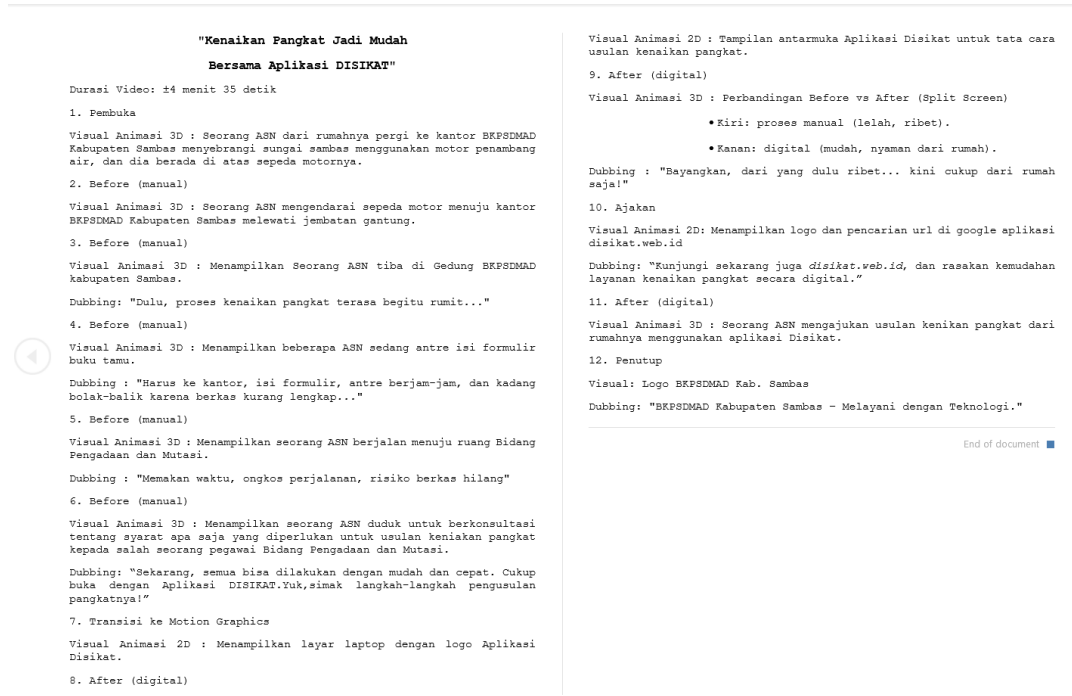 "Kenaikan Pangkat Jadi Mudah
Bersama Aplikasi DISIKAT"
Durasi Video: ±4 menit 35 detik
1. Pembuka
Visual Animasi 3D : Seorang ASN dari rumahnya pergi ke kantor BKPSDMAD
Kabupaten Sambas menyebrangi sungai sambas menggunakan motor penambang
air, dan dia berada di atas sepeda motornya.
2. Before (manual)
Visual Animasi 3D : Seorang ASN mengendarai sepeda motor menuju kantor
BKPSDMAD Kabupaten Sambas melewati jembatan gantung.
3. Before (manual)
Visual Animasi 3D : Menampilkan Seorang ASN tiba di Gedung BKPSDMAD
kabupaten Sambas.
Dubbing: "Dulu, proses kenaikan pangkat terasa begitu rumit..."
4. Before (manual)
Visual Animasi 3D : Menampilkan beberapa ASN sedang antre isi formulir
buku tamu.
Dubbing : "Harus ke kantor, isi formulir, antre berjam-jam, dan kadang
bolak-balik karena berkas kurang lengkap..."
5. Before (manual)
Visual Animasi 3D : Menampilkan seorang ASN berjalan menuju ruang Bidang
Pengadaan dan Mutasi.
Dubbing : "Memakan waktu, ongkos perjalanan, risiko berkas hilang"
6. Before (manual)
Visual Animasi 3D : Menampilkan seorang ASN duduk untuk berkonsultasi
tentang syarat apa saja yang diperlukan untuk usulan keniakan pangkat
kepada salah seorang pegawai Bidang Pengadaan dan Mutasi.
Dubbing: “Sekarang, semua bisa dilakukan dengan mudah dan cepat. Cukup
buka dengan Aplikasi DISIKAT.Yuk,simak langkah-langkah pengusulan
pangkatnya!”
7. Transisi ke Motion Graphics
Visual Animasi 2D : Menampilkan layar laptop dengan logo Aplikasi
Disikat.
8. After (digital)
Visual Animasi 2D : Tampilan antarmuka Aplikasi Disikat untuk tata cara
usulan kenaikan pangkat.
9. After (digital)
Visual Animasi 3D : Perbandingan Before vs After (Split Screen)
• Kiri: proses manual (lelah, ribet).
• Kanan: digital (mudah, nyaman dari rumah).
Dubbing : "Bayangkan, dari yang dulu ribet... kini cukup dari rumah
saja!"
10. Ajakan
Visual Animasi 2D: Menampilkan logo dan pencarian url di google aplikasi
disikat.web.id
Dubbing: “Kunjungi sekarang juga disikat.web.id, dan rasakan kemudahan
layanan kenaikan pangkat secara digital.”
11. After (digital)
Visual Animasi 3D : Seorang ASN mengajukan usulan kenikan pangkat dari
rumahnya menggunakan aplikasi Disikat.
12. Penutup
Visual: Logo BKPSDMAD Kab. Sambas
Dubbing: "BKPSDMAD Kabupaten Sambas – Melayani dengan Teknologi."
End of document